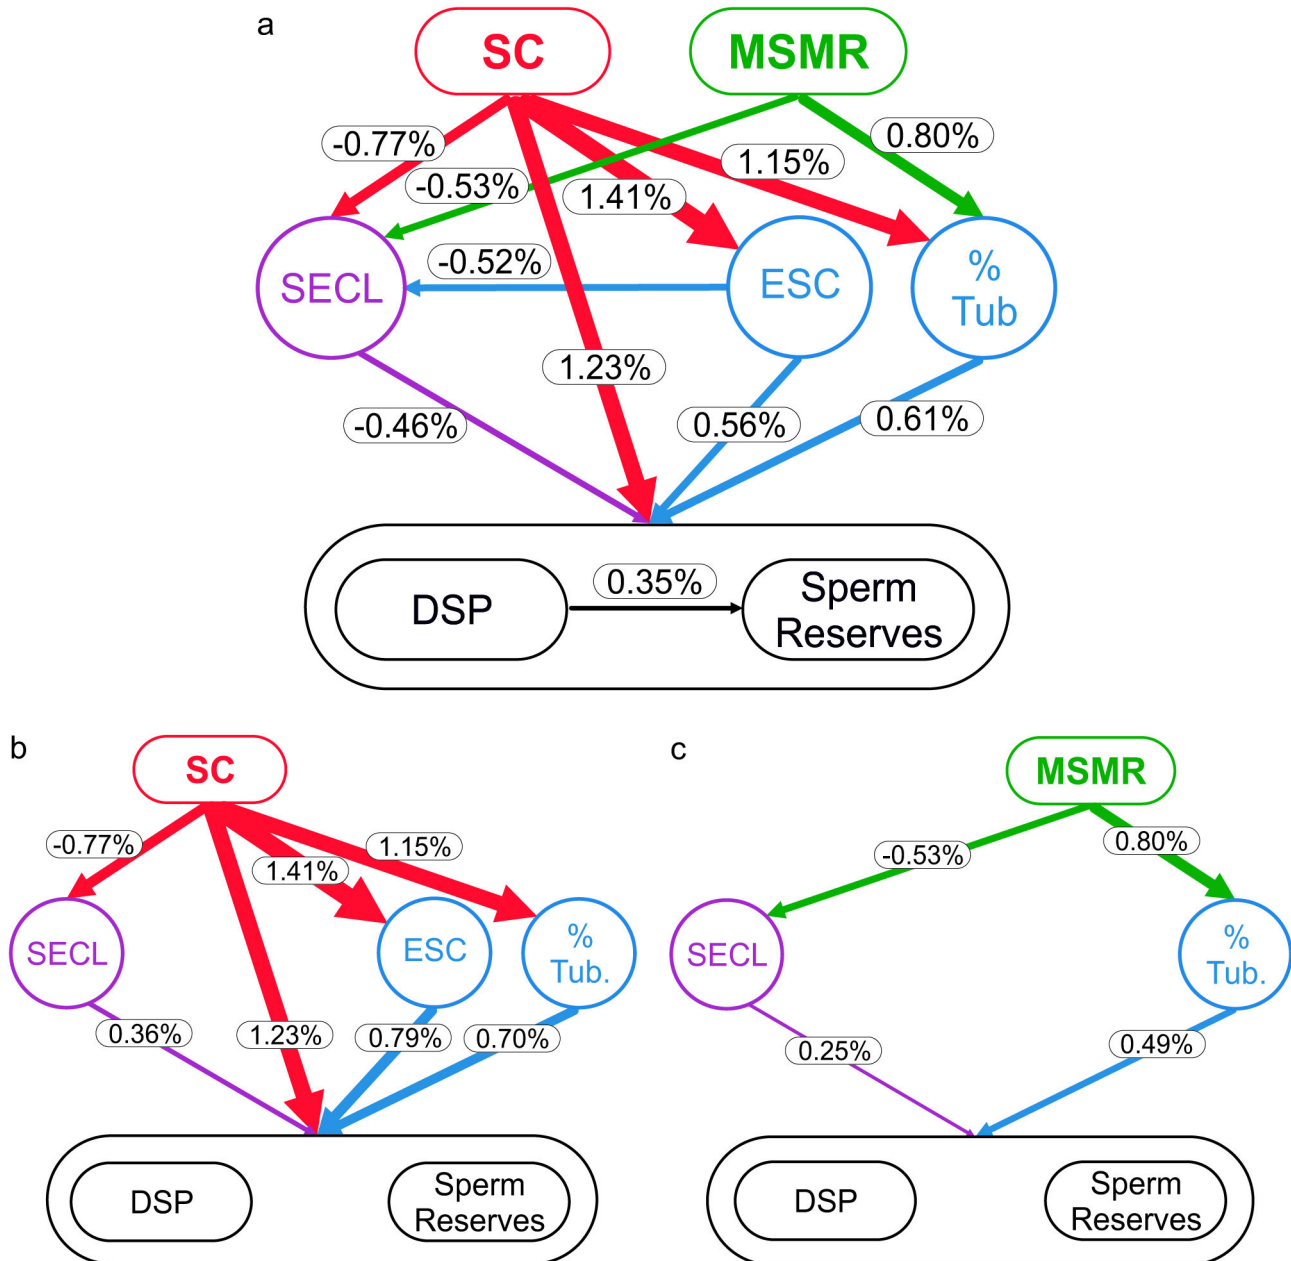 a
SC
MSMR
-0.77%
0.80%
1.15%
-0.53%
1.41%
-0.52%
SECL
ESC
%
Tub
1.23%
-0.46%
0.56%
0.61%
DSP
0.35%
Sperm
Reserves
b
SC
-0.77%
1.15%
1.41%
SECL
ESC
%
Tub.
0.36%
1.23%
0.79%
0.70%
DSP
Sperm
Reserves
c
MSMR
-0.53%
0.80%
SECL
%
Tub.
0.25%
0.49%
DSP
Sperm
Reserves